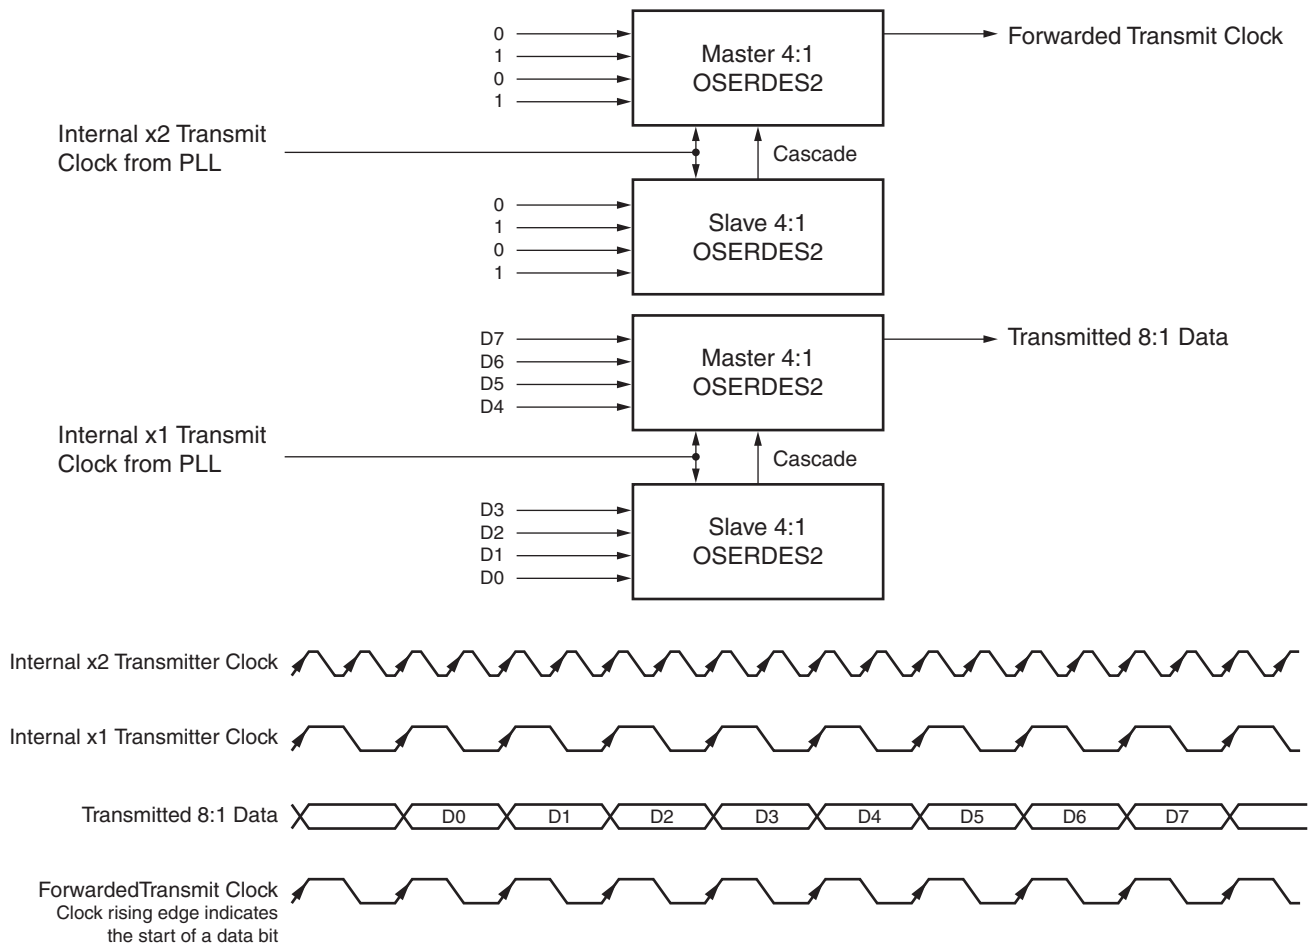 0
1
0
1
Master 4:1
OSERDES2
Forwarded Transmit Clock
Internal x2 Transmit
Clock from PLL
Cascade
0
1
0
1
Slave 4:1
OSERDES2
D7
D6
D5
D4
Master 4:1
OSERDES2
Transmitted 8:1 Data
Internal x1 Transmit
Clock from PLL
Cascade
D3
D2
D1
D0
Slave 4:1
OSERDES2
Internal x2 Transmitter Clock
Internal x1 Transmitter Clock
Transmitted 8:1 Data
D0 D1 D2 D3 D4 D5 D6 D7
ForwardedTransmit Clock
Clock rising edge indicates
the start of a data bit